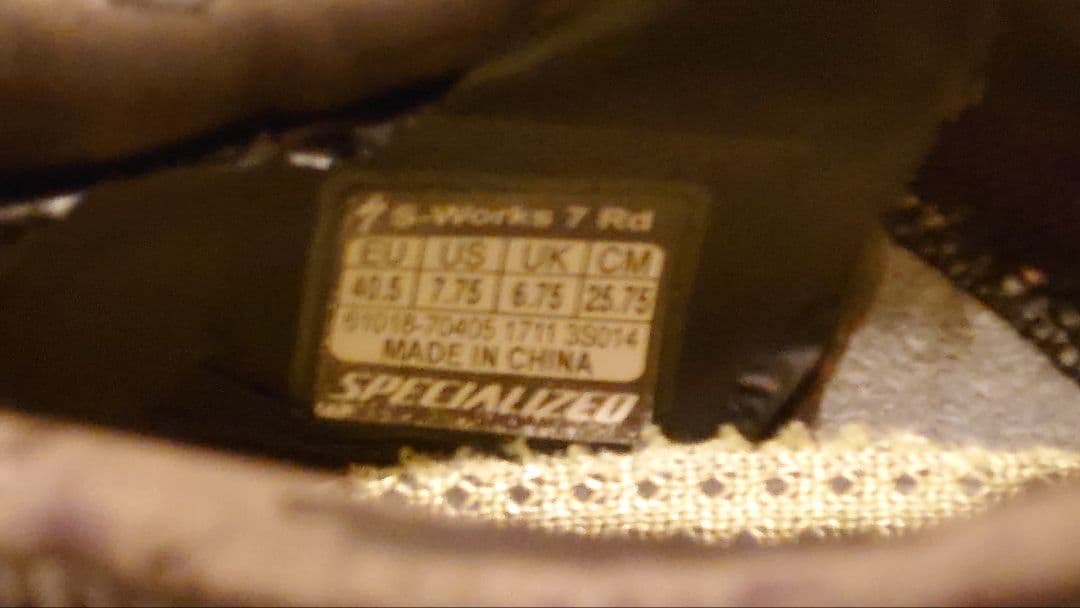 S-Works 7 Rd
EU US UK CM
40.5 7.75 6.75 25.75
61018-70405 1711 3S014
MADE IN CHINA
SPECIALIZED